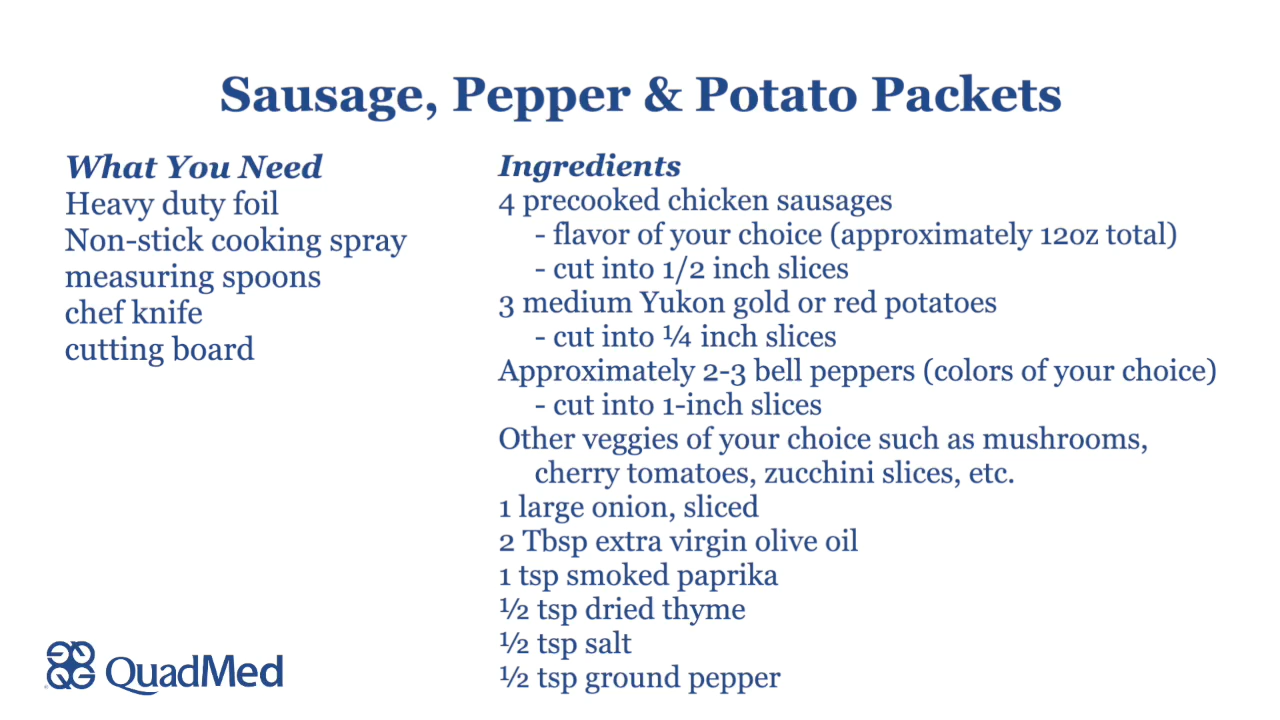 Sausage, Pepper & Potato Packets
What You Need
Heavy duty foil
Non-stick cooking spray
measuring spoons
chef knife
cutting board
Ingredients
4 precooked chicken sausages
- flavor of your choice (approximately 12oz total)
- cut into 1/2 inch slices
3 medium Yukon gold or red potatoes
- cut into ¼ inch slices
Approximately 2-3 bell peppers (colors of your choice)
- cut into 1-inch slices
Other veggies of your choice such as mushrooms,
cherry tomatoes, zucchini slices, etc.
1 large onion, sliced
2 Tbsp extra virgin olive oil
1 tsp smoked paprika
½ tsp dried thyme
½ tsp salt
½ tsp ground pepper
QuadMed